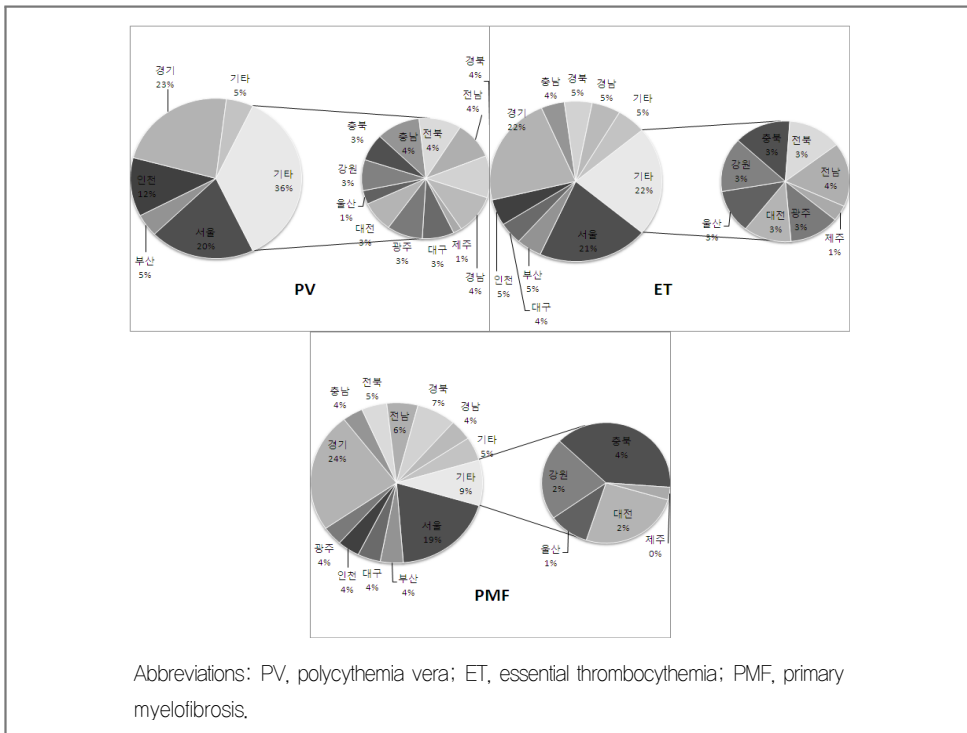 경기
23%
기타
5%
기타
36%
서울
20%
부산
5%
인천
12%
경북
4%
전남
4%
전북
4%
충남
4%
충북
3%
강원
3%
울산
1%
대전
3%
광주
3%
대구
3%
제주
1%
경남
4%
PV
충남
4%
경북
5%
경남
5%
기타
5%
경기
22%
기타
22%
서울
21%
부산
5%
대구
4%
인천
5%
충북
3%
전북
3%
전남
4%
제주
1%
광주
3%
대전
3%
울산
3%
강원
3%
ET
충남
4%
전북
5%
전남
6%
경북
7%
경남
4%
기타
5%
기타
9%
경기
24%
서울
19%
부산
4%
대구
4%
인천
4%
광주
4%
충북
4%
강원
2%
울산
1%
대전
2%
제주
0%
PMF
Abbreviations: PV, polycythemia vera; ET, essential thrombocythemia; PMF, primary
myelofibrosis.